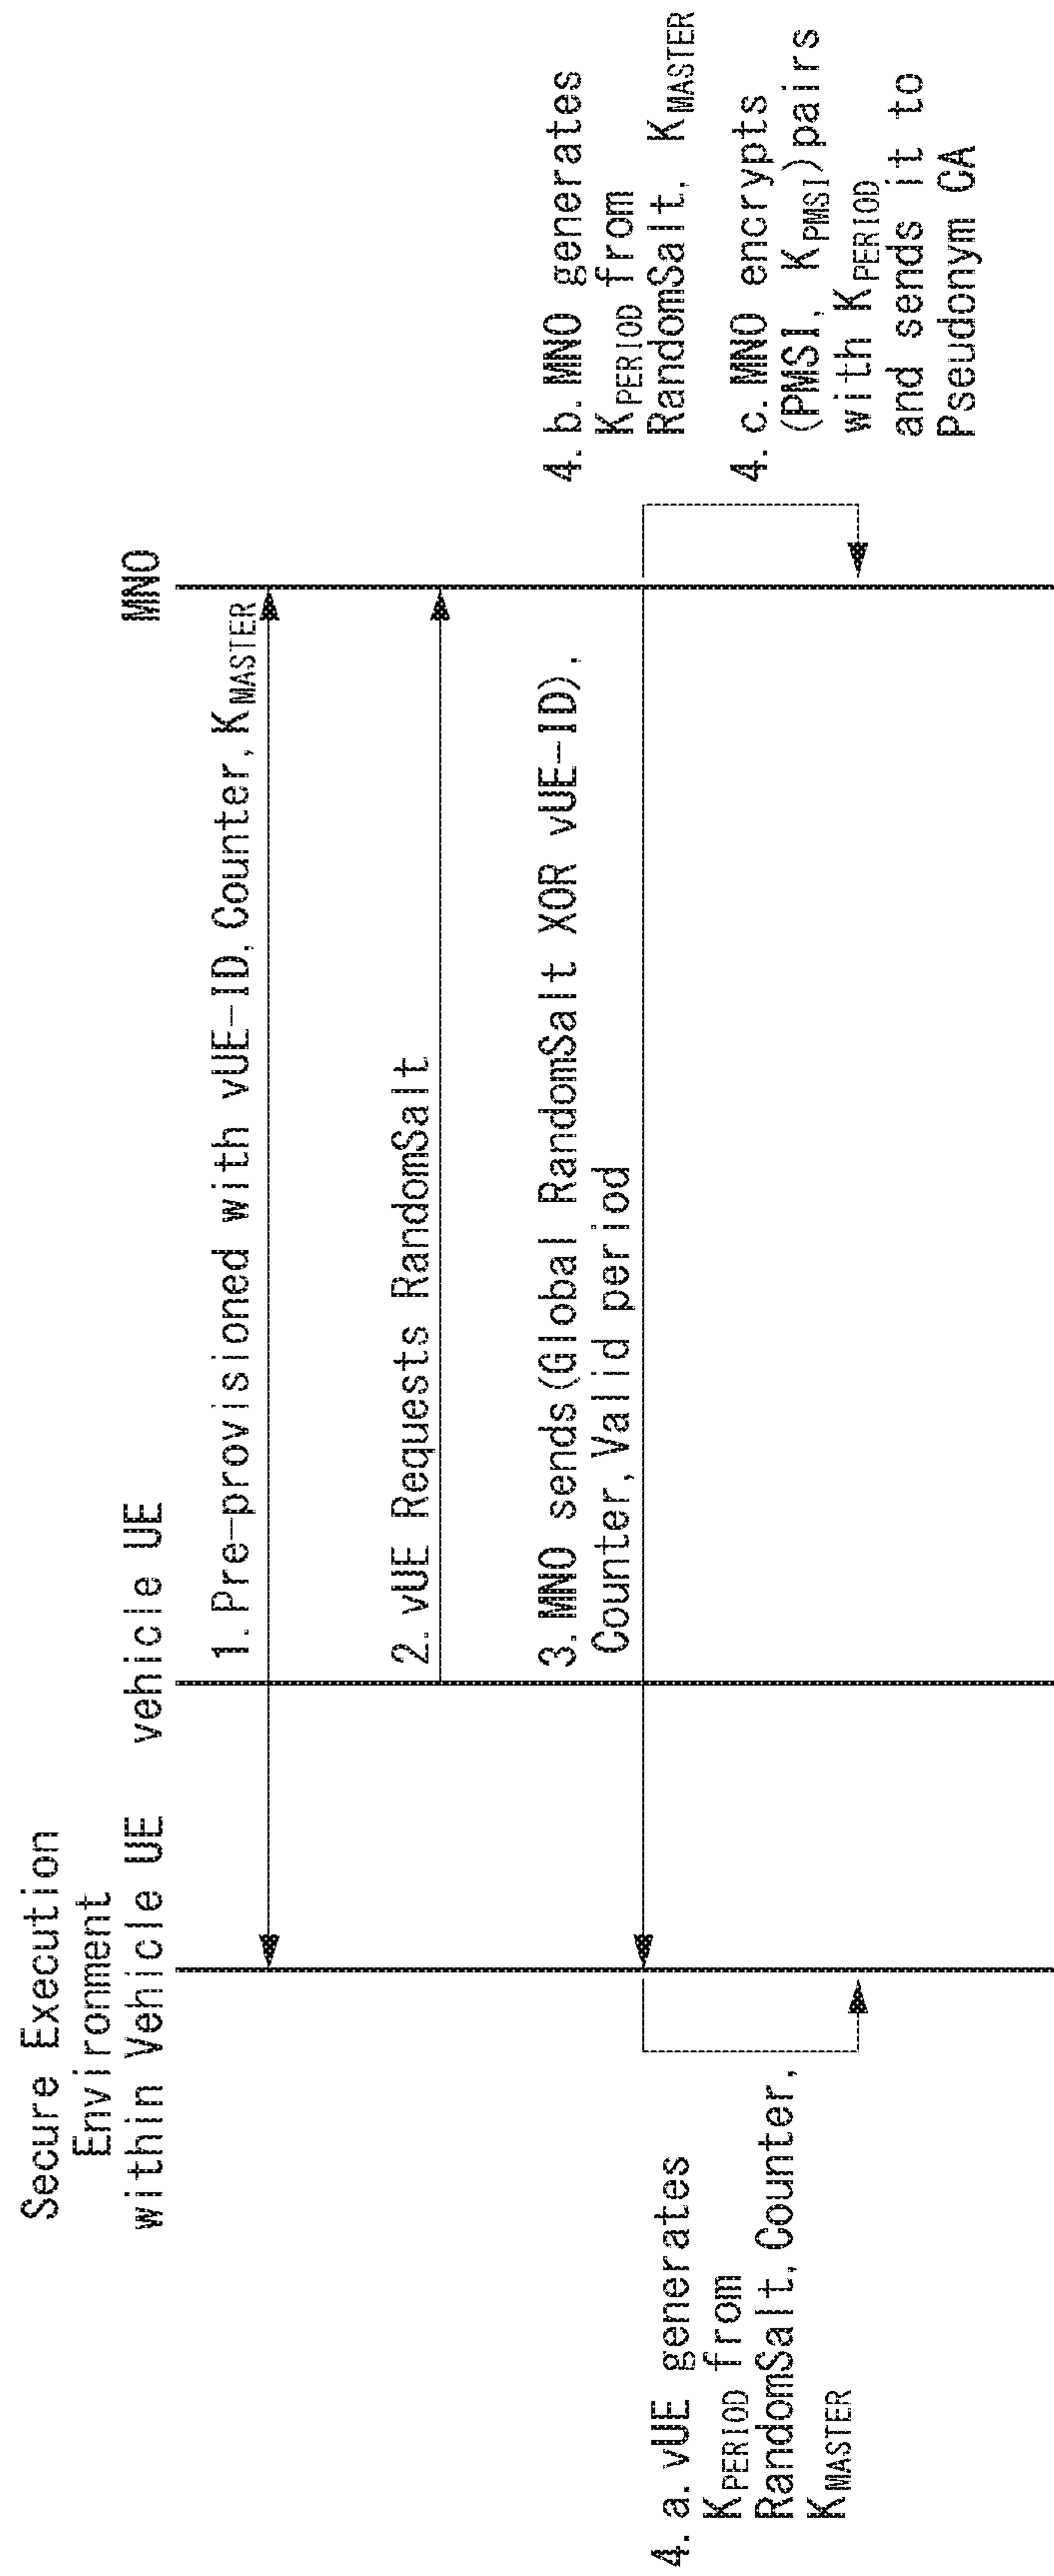 Secure Execution
Environment
within Vehicle UE
vehicle UE
MNO
1. Pre-provisioned with vUE-ID, Counter, KMASTER
2. vUE Requests RandomSalt
3. MNO sends(Global RandomSalt XOR vUE-ID),
Counter, Valid period
4. a. vUE generates
KPERIOD from
RandomSalt, Counter,
KMASTER
4. b. MNO generates
KPERIOD from
RandomSalt, KMASTER
4. c. MNO encrypts
(PMSI, KPMSI)pairs
with KPERIOD
and sends it to
Pseudonym CA